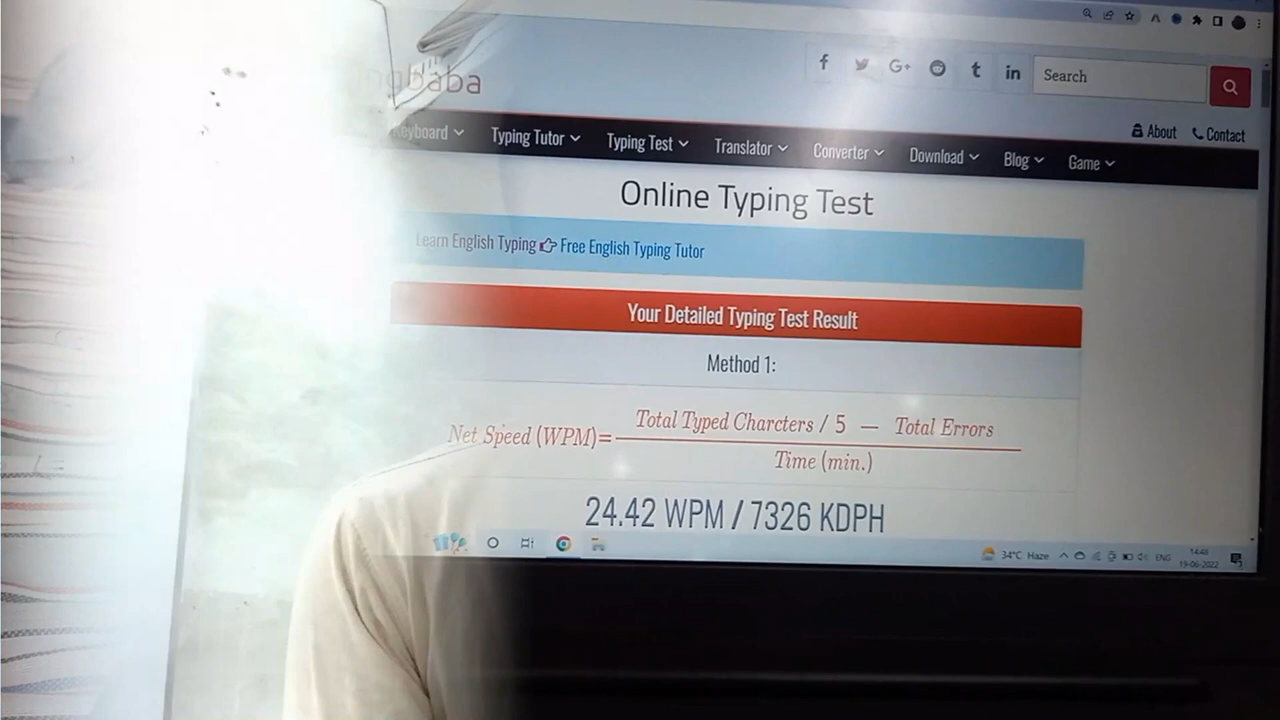 ngbaba
Search
About Contact
Keyboard Typing Tutor Typing Test Translator Converter Download Blog Game
Online Typing Test
Learn English Typing Free English Typing Tutor
Your Detailed Typing Test Result
Method 1:
Net Speed (WPM)= Total Typed Charcters / 5 — Total Errors
Time (min.)
24.42 WPM / 7326 KDPH
34°C Haze ENG 14:48
19-06-2022